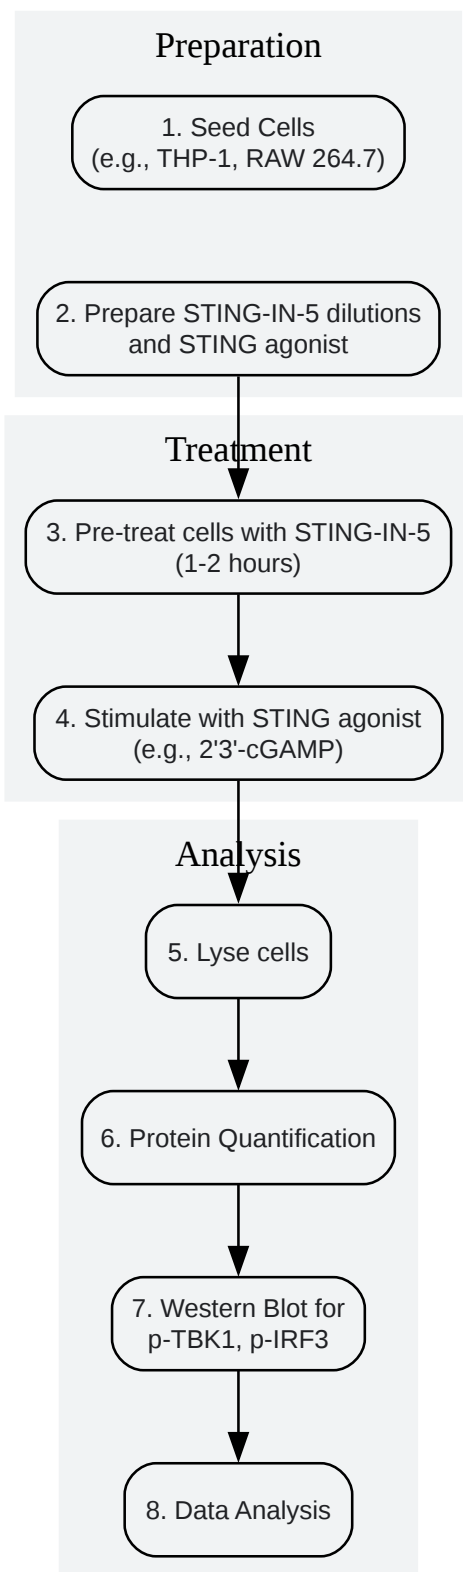 Preparation
1. Seed Cells
(e.g., THP-1, RAW 264.7)
2. Prepare STING-IN-5 dilutions
and STING agonist
Treatment
3. Pre-treat cells with STING-IN-5
(1-2 hours)
4. Stimulate with STING agonist
(e.g., 2'3'-cGAMP)
Analysis
5. Lyse cells
6. Protein Quantification
7. Western Blot for
p-TBK1, p-IRF3
8. Data Analysis